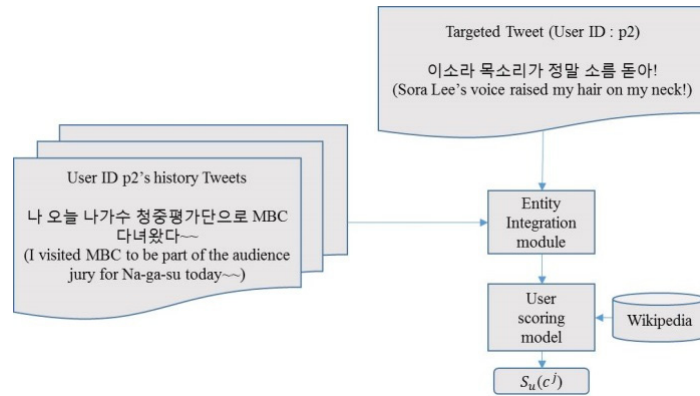 Targeted Tweet (User ID : p2)
이소라 목소리가 정말 소름 돋아!
(Sora Lee's voice raised my hair on my neck!)
User ID p2's history Tweets
나 오늘 나가수 청중평가단으로 MBC
다녀왔다~~
(I visited MBC to be part of the audience
jury for Na-ga-su today~~)
Entity
Integration
module
User
scoring
model
Wikipedia
S_u(c^j)